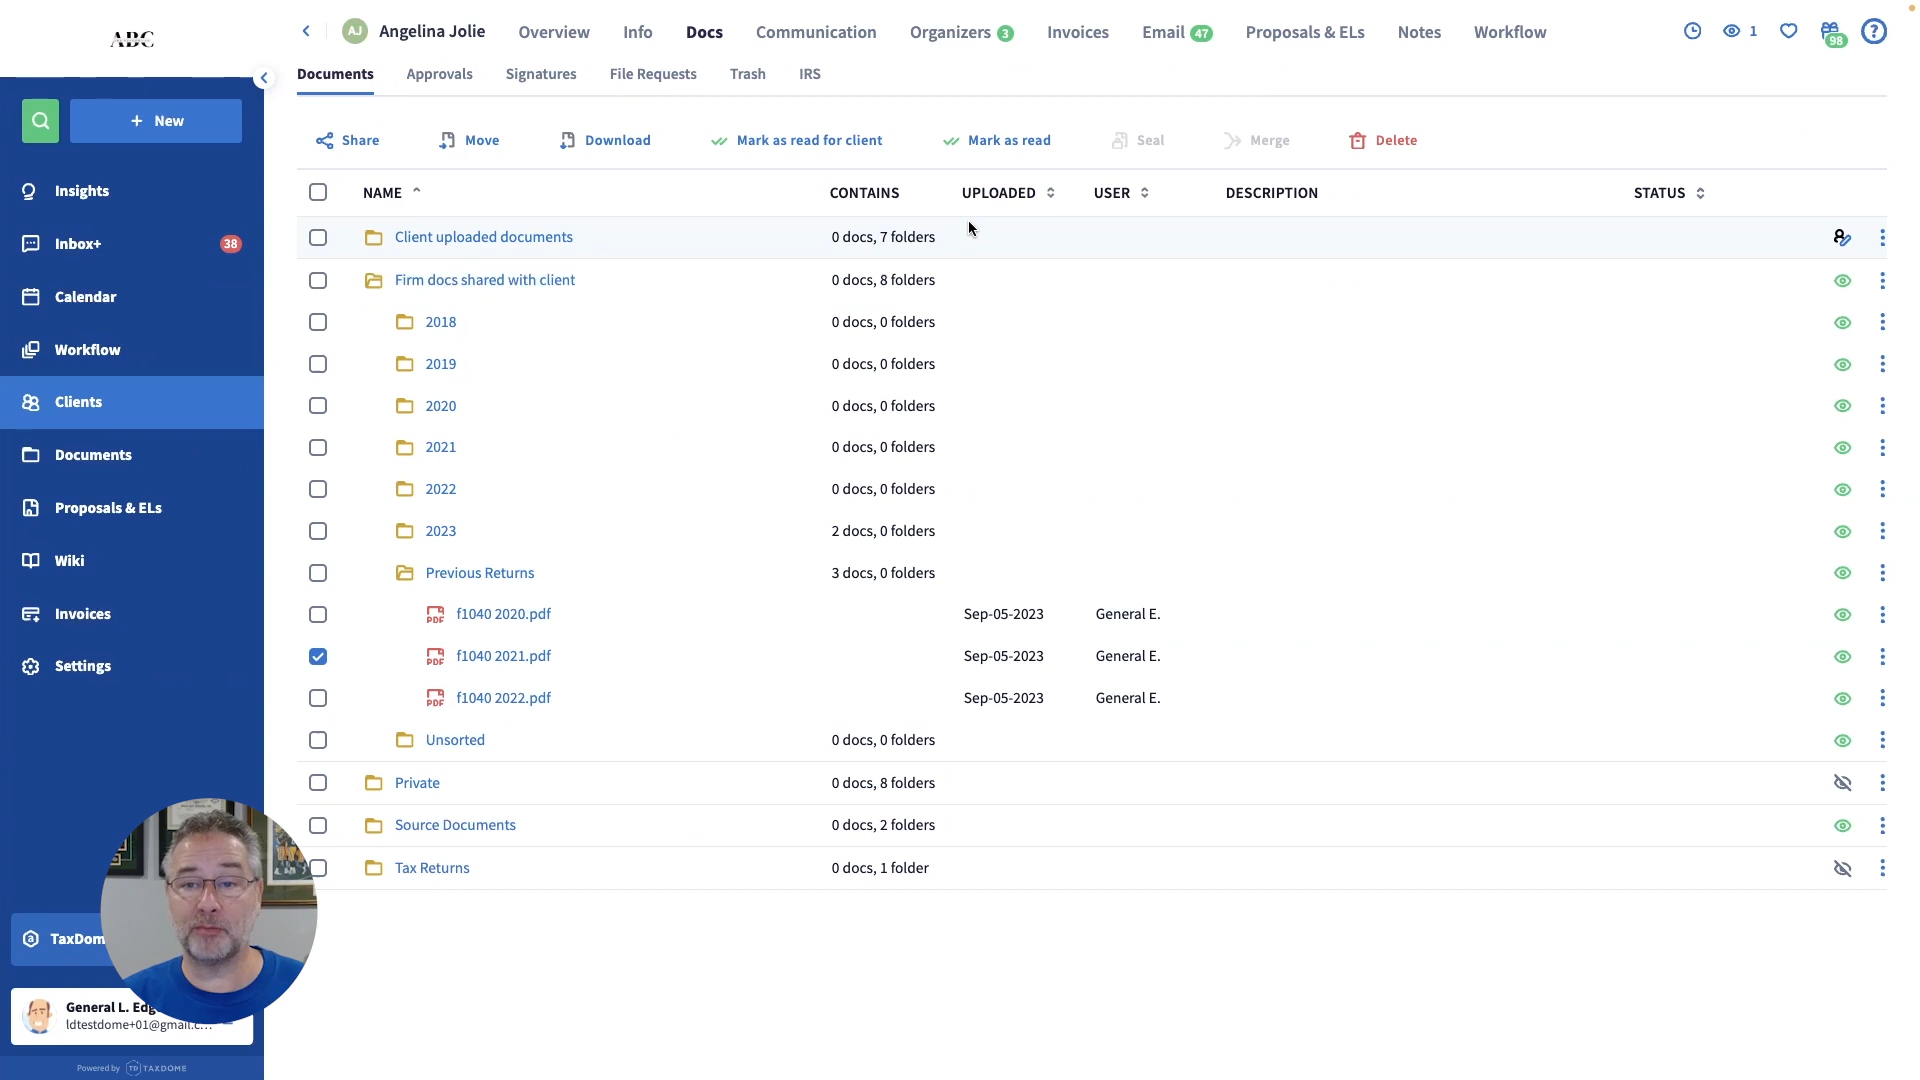 ABC
AJ Angelina Jolie Overview Info Docs Communication Organizers 3 Invoices Email 47 Proposals & ELs Notes Workflow 1 98 ?
Documents Approvals Signatures File Requests Trash IRS
+ New
Share Move Download Mark as read for client Mark as read Seal Merge Delete
NAME CONTAINS UPLOADED USER DESCRIPTION STATUS
Client uploaded documents 0 docs, 7 folders
Firm docs shared with client 0 docs, 8 folders
2018 0 docs, 0 folders
2019 0 docs, 0 folders
2020 0 docs, 0 folders
2021 0 docs, 0 folders
2022 0 docs, 0 folders
2023 2 docs, 0 folders
Previous Returns 3 docs, 0 folders
PDF f1040 2020.pdf Sep-05-2023 General E.
PDF f1040 2021.pdf Sep-05-2023 General E.
PDF f1040 2022.pdf Sep-05-2023 General E.
Unsorted 0 docs, 0 folders
Private 0 docs, 8 folders
Source Documents 0 docs, 2 folders
Tax Returns 0 docs, 1 folder
Insights
Inbox+ 38
Calendar
Workflow
Clients
Documents
Proposals & ELs
Wiki
Invoices
Settings
TaxDom
General L. Edg
ldtestdome+01@gmail.c...
Powered by TD TAXDOME